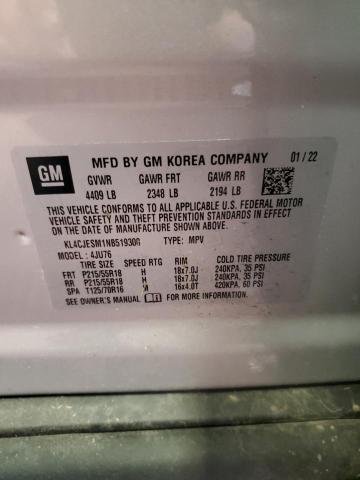 GM
MFD BY GM KOREA COMPANY 01 / 22
GVWR GAWR FRT GAWR RR
4409 LB 2348 LB 2194 LB
THIS VEHICLE CONFORMS TO ALL APPLICABLE U.S. FEDERAL MOTOR
VEHICLE SAFETY AND THEFT PREVENTION STANDARDS IN EFFECT
ON THE DATE OF MANUFACTURE SHOWN ABOVE.
KL4CJESM1NB519306 TYPE: MPV
MODEL : 4JU76
TIRE SIZE SPEED RTG RIM COLD TIRE PRESSURE
FRT P215/55R18 H 18x7.0J 240KPA, 35 PSI
RR P215/55R18 H 18x7.0J 240KPA, 35 PSI
SPA T125/70R16 M 16x4.0T 420KPA, 60 PSI
SEE OWNER'S MANUAL FOR ADDITIONAL INFORMATION.